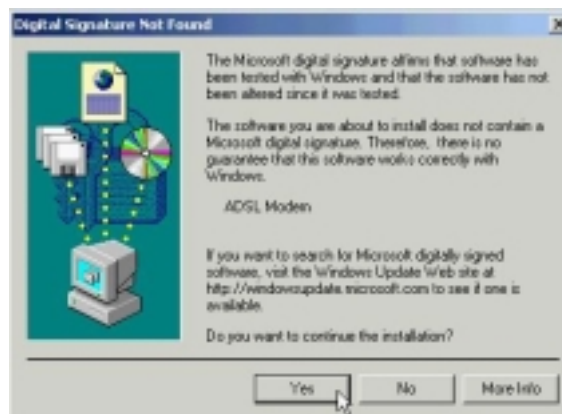 Digital Signature Not Found
The Microsoft digital signature affirms that software has
been tested with Windows and that the software has not
been altered since it was tested.
The software you are about to install does not contain a
Microsoft digital signature. Therefore, there is no
guarantee that this software works correctly with
Windows.
ADSL Modem
If you want to search for Microsoft digitally signed
software, visit the Windows Update Web site at
http://windowsupdate.microsoft.com to see if one is
available.
Do you want to continue the installation?
Yes No More Info